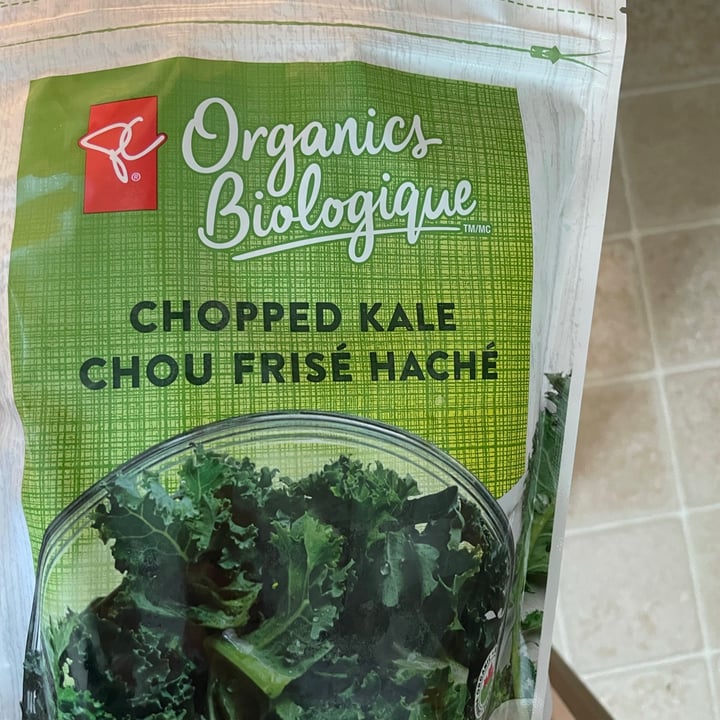 PC®
Organics
Biologique
TM/MC
CHOPPED KALE
CHOU FRISÉ HACHÉ